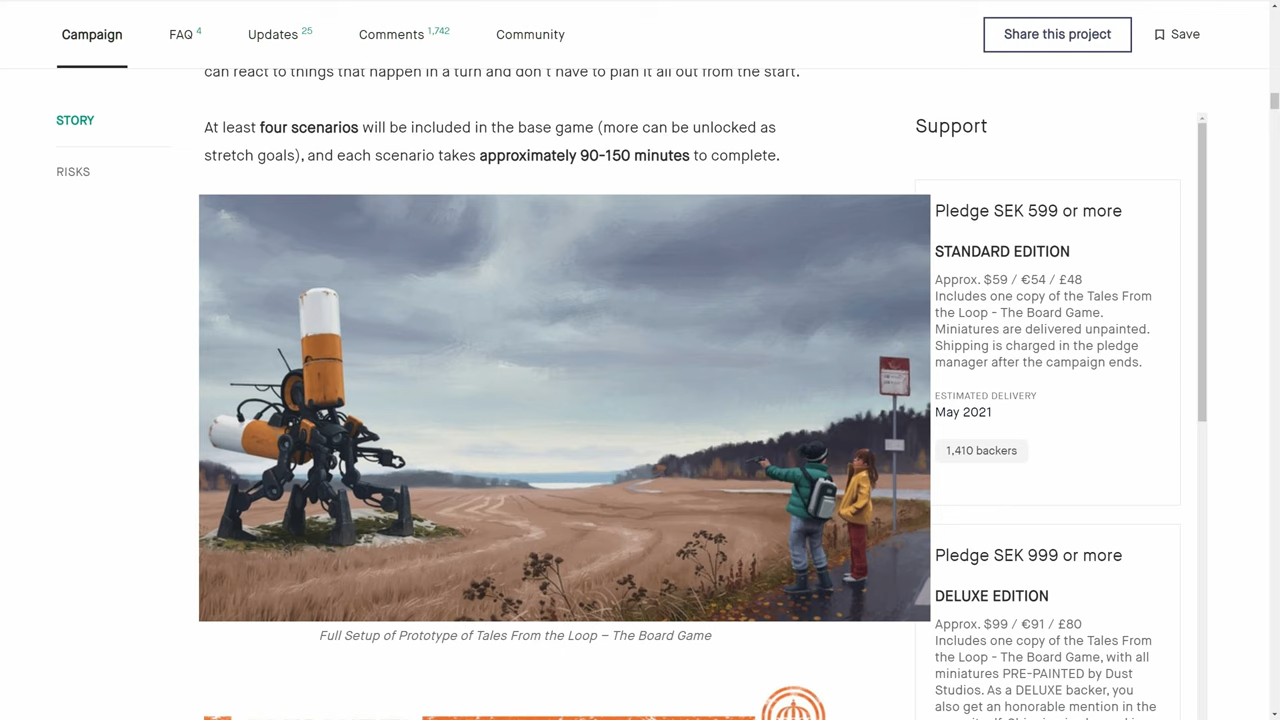 Campaign
FAQ 4
Updates 25
Comments 1,742
Community
Share this project
Save
can react to things that happen in a turn and don't have to plan it all out from the start.
STORY
RISKS
At least four scenarios will be included in the base game (more can be unlocked as
stretch goals), and each scenario takes approximately 90-150 minutes to complete.
Full Setup of Prototype of Tales From the Loop – The Board Game
Support
Pledge SEK 599 or more
STANDARD EDITION
Approx. $59 / €54 / £48
Includes one copy of the Tales From
the Loop - The Board Game.
Miniatures are delivered unpainted.
Shipping is charged in the pledge
manager after the campaign ends.
ESTIMATED DELIVERY
May 2021
1,410 backers
Pledge SEK 999 or more
DELUXE EDITION
Approx. $99 / €91 / £80
Includes one copy of the Tales From
the Loop - The Board Game, with all
miniatures PRE-PAINTED by Dust
Studios. As a DELUXE backer, you
also get an honorable mention in the